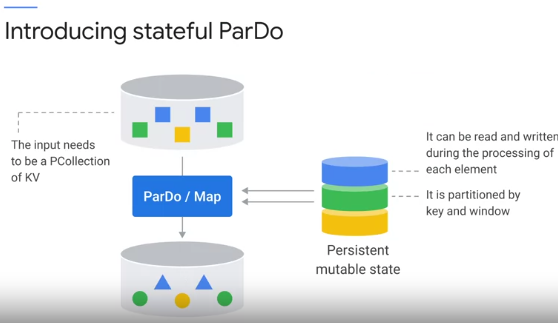 Introducing stateful ParDo
The input needs
to be a PCollection
of KV
ParDo / Map
It can be read and written
during the processing of
each element
It is partitioned by
key and window
Persistent
mutable state